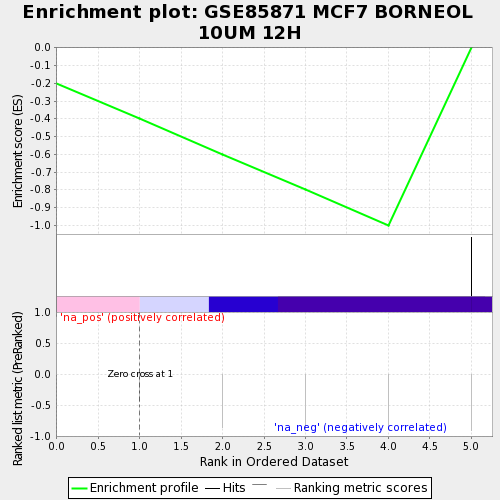 Enrichment plot: GSE85871 MCF7 BORNEOL
10UM 12H
Enrichment score (ES)
0.0
-0.1
-0.2
-0.3
-0.4
-0.5
-0.6
-0.7
-0.8
-0.9
-1.0
Ranked list metric (PreRanked)
1.0
0.5
0.0
-0.5
-1.0
'na_pos' (positively correlated)
Zero cross at 1
'na_neg' (negatively correlated)
0.0 0.5 1.0 1.5 2.0 2.5 3.0 3.5 4.0 4.5 5.0
Rank in Ordered Dataset
Enrichment profile Hits Ranking metric scores